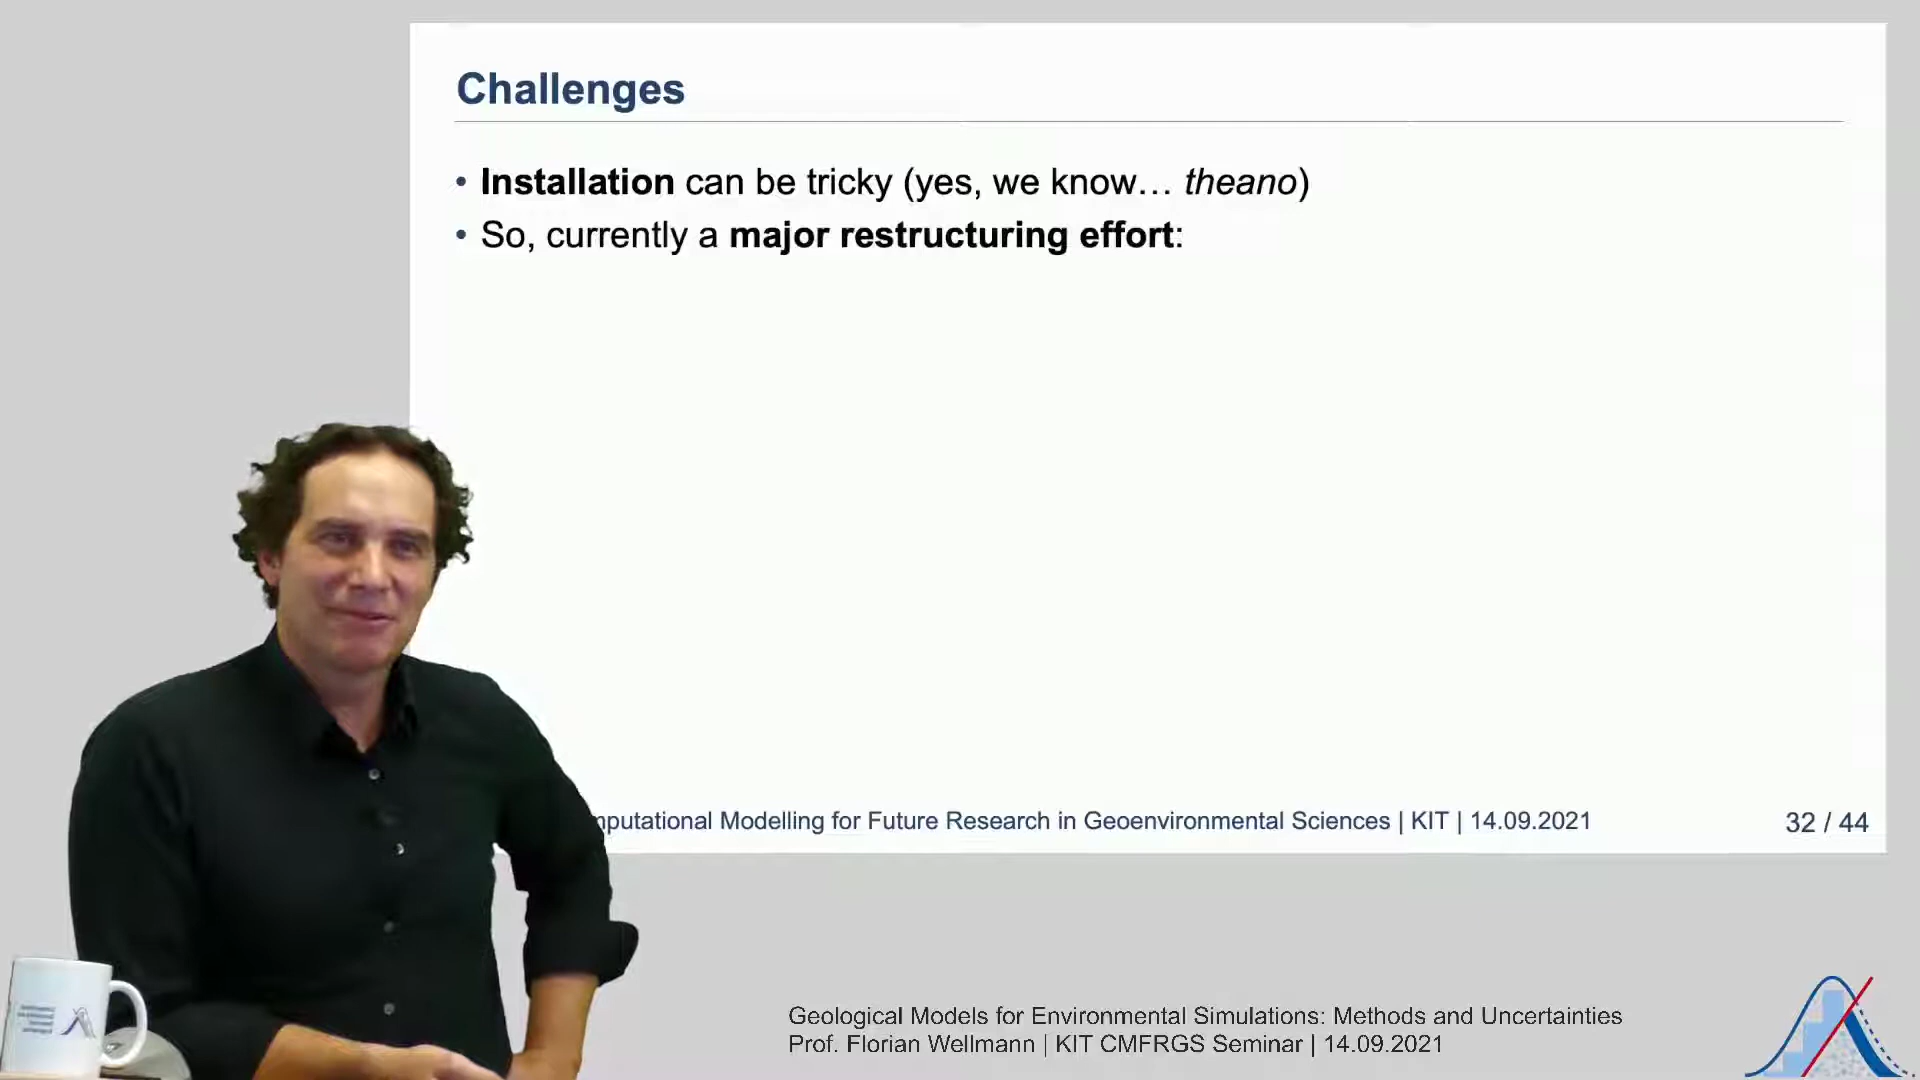 Challenges
• Installation can be tricky (yes, we know… theano)
• So, currently a major restructuring effort:
mputational Modelling for Future Research in Geoenvironmental Sciences | KIT | 14.09.2021
32 / 44
Geological Models for Environmental Simulations: Methods and Uncertainties
Prof. Florian Wellmann | KIT CMFRGS Seminar | 14.09.2021